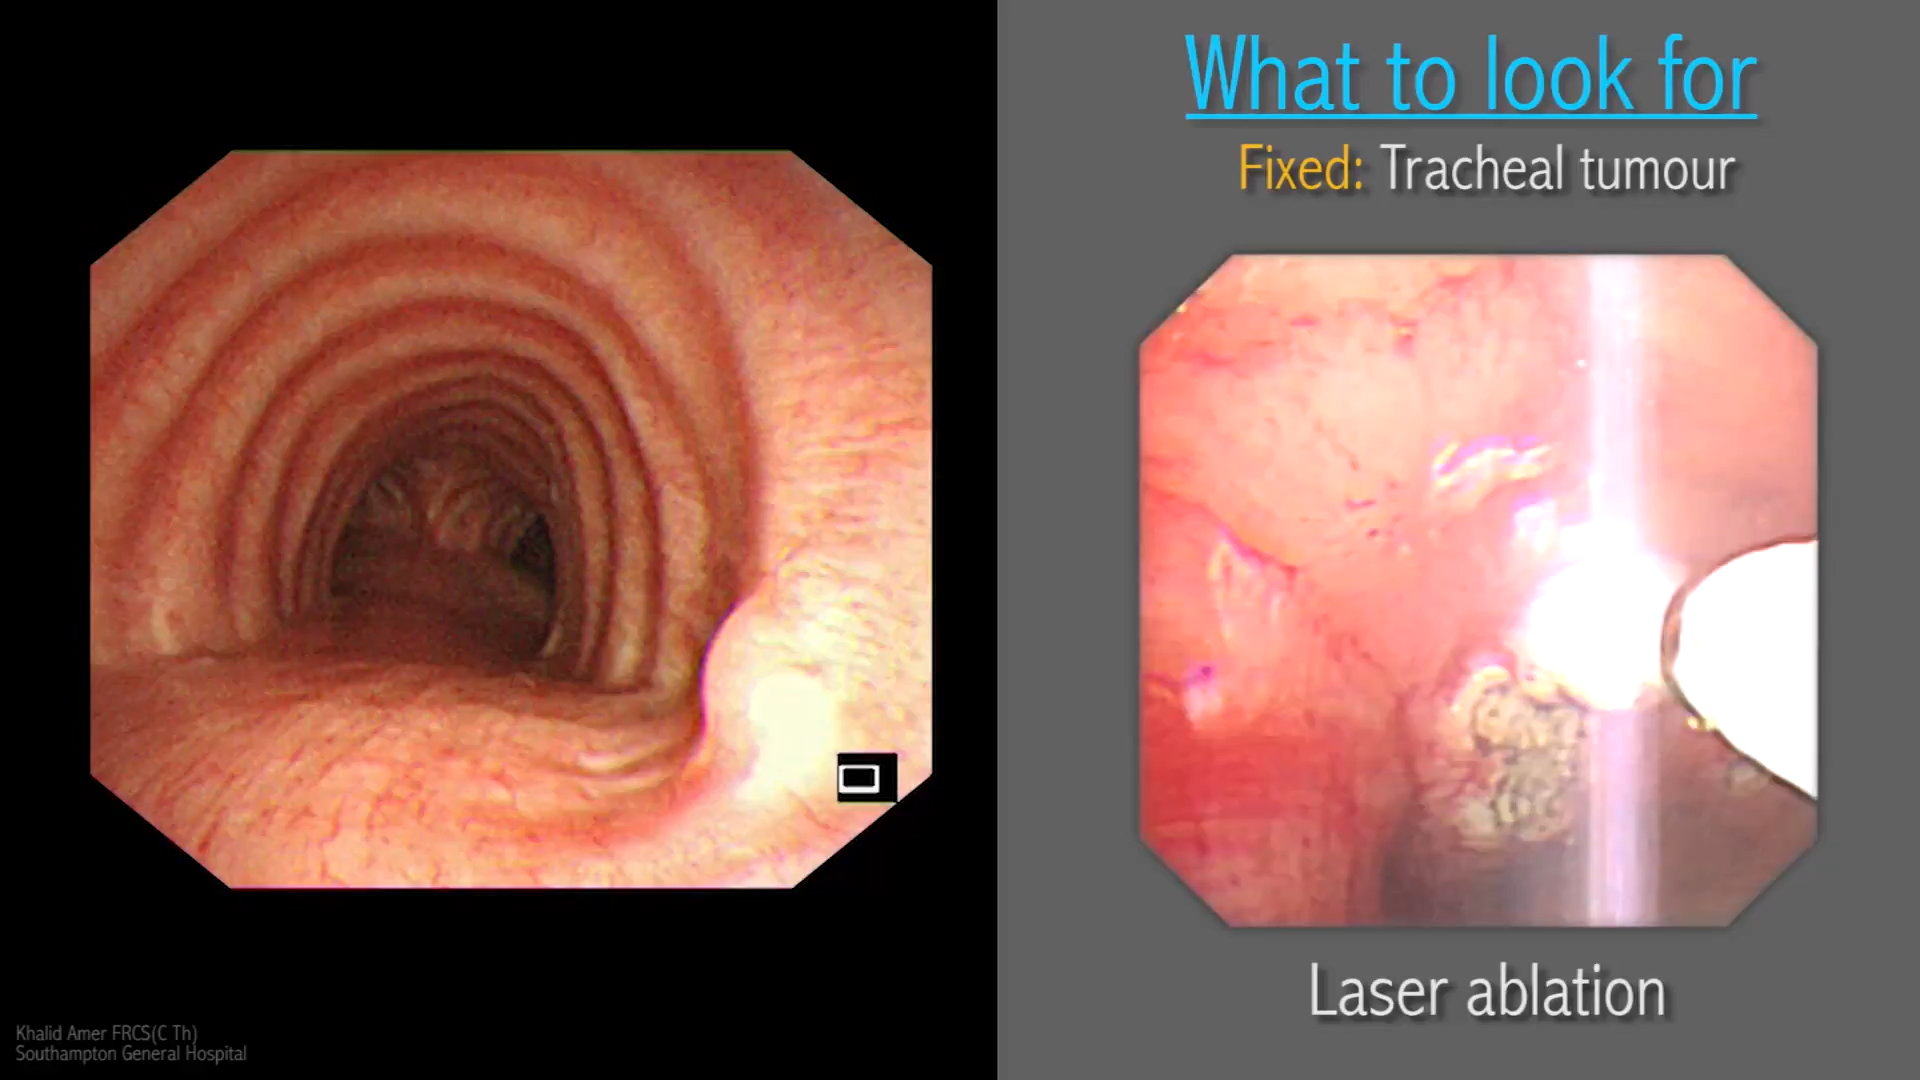 What to look for
Fixed: Tracheal tumour
Laser ablation
Khalid Amer FRCS(C Th)
Southampton General Hospital